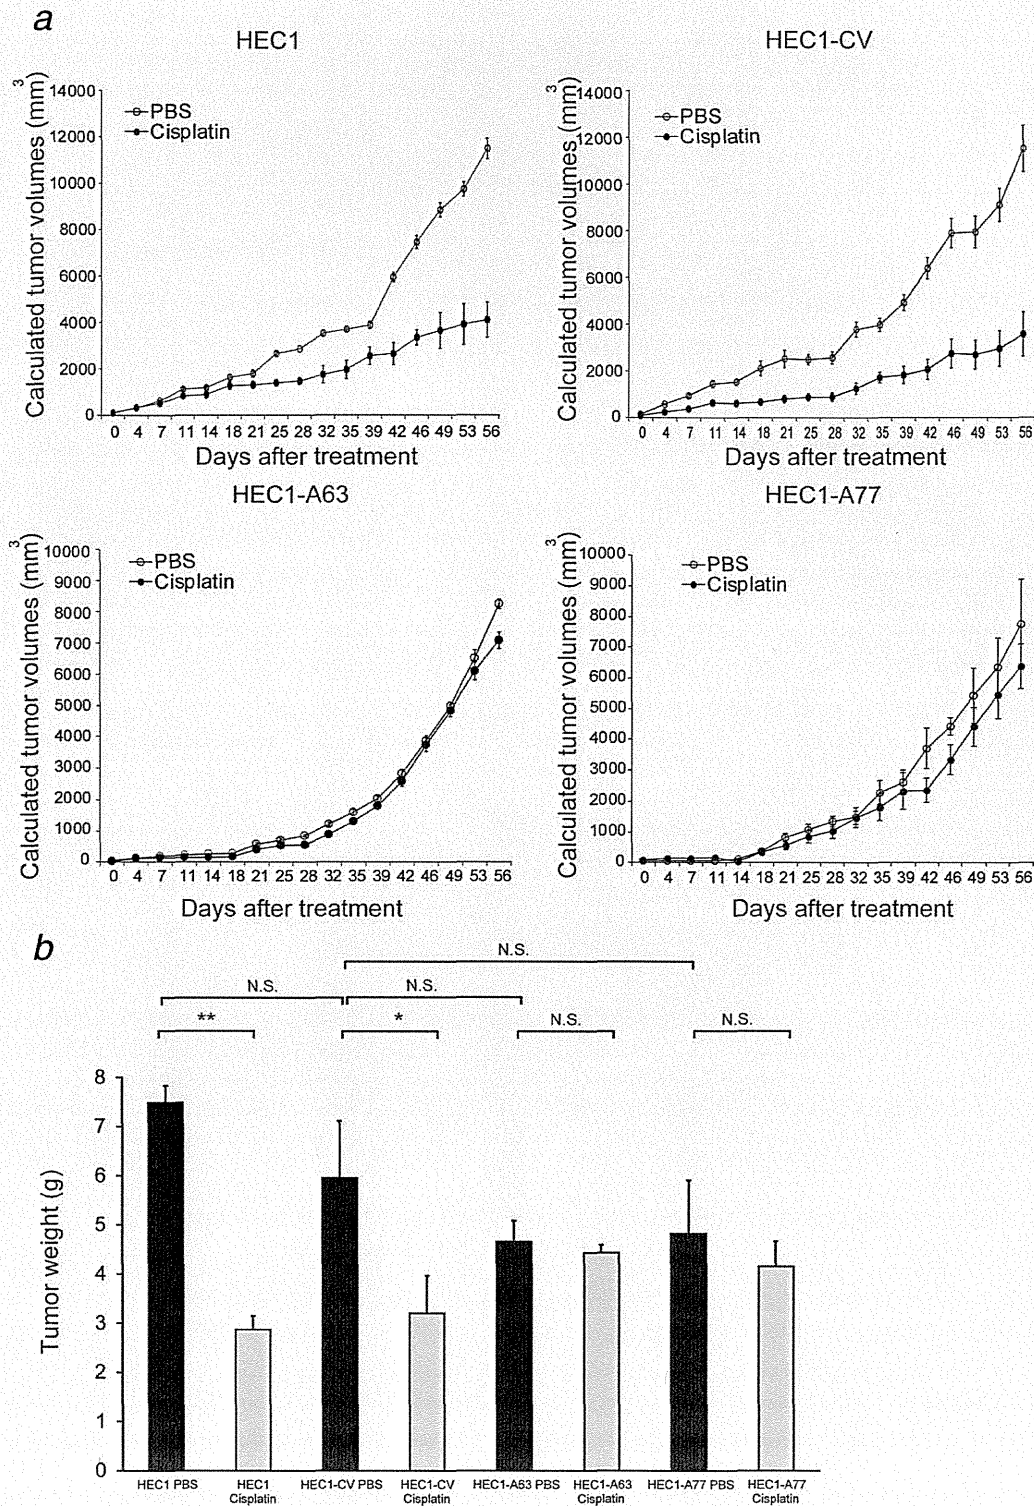 a
HEC1
Calculated tumor volumes (mm3)
14000
12000
10000
8000
6000
4000
2000
0
PBS
Cisplatin
0 4 7 11 14 18 21 24 28 32 35 39 42 46 49 53 56
Days after treatment
HEC1-CV
Calculated tumor volumes (mm3)
14000
12000
10000
8000
6000
4000
2000
0
PBS
Cisplatin
0 4 7 11 14 18 21 25 28 32 35 39 42 46 49 53 56
Days after treatment
HEC1-A63
Calculated tumor volumes (mm3)
10000
9000
8000
7000
6000
5000
4000
3000
2000
1000
0
PBS
Cisplatin
0 4 7 11 14 18 21 25 28 32 35 39 42 46 49 53 56
Days after treatment
HEC1-A77
Calculated tumor volumes (mm3)
10000
9000
8000
7000
6000
5000
4000
3000
2000
1000
0
PBS
Cisplatin
0 4 7 11 14 18 21 25 28 32 35 39 42 46 49 53 56
Days after treatment
b
N.S.
N.S. N.S.
** * N.S. N.S.
Tumor weight (g)
8
7
6
5
4
3
2
1
0
HEC1 PBS
HEC1 Cisplatin
HEC1-CV PBS
HEC1-CV Cisplatin
HEC1-A63 PBS
HEC1-A63 Cisplatin
HEC1-A77 PBS
HEC1-A77 Cisplatin